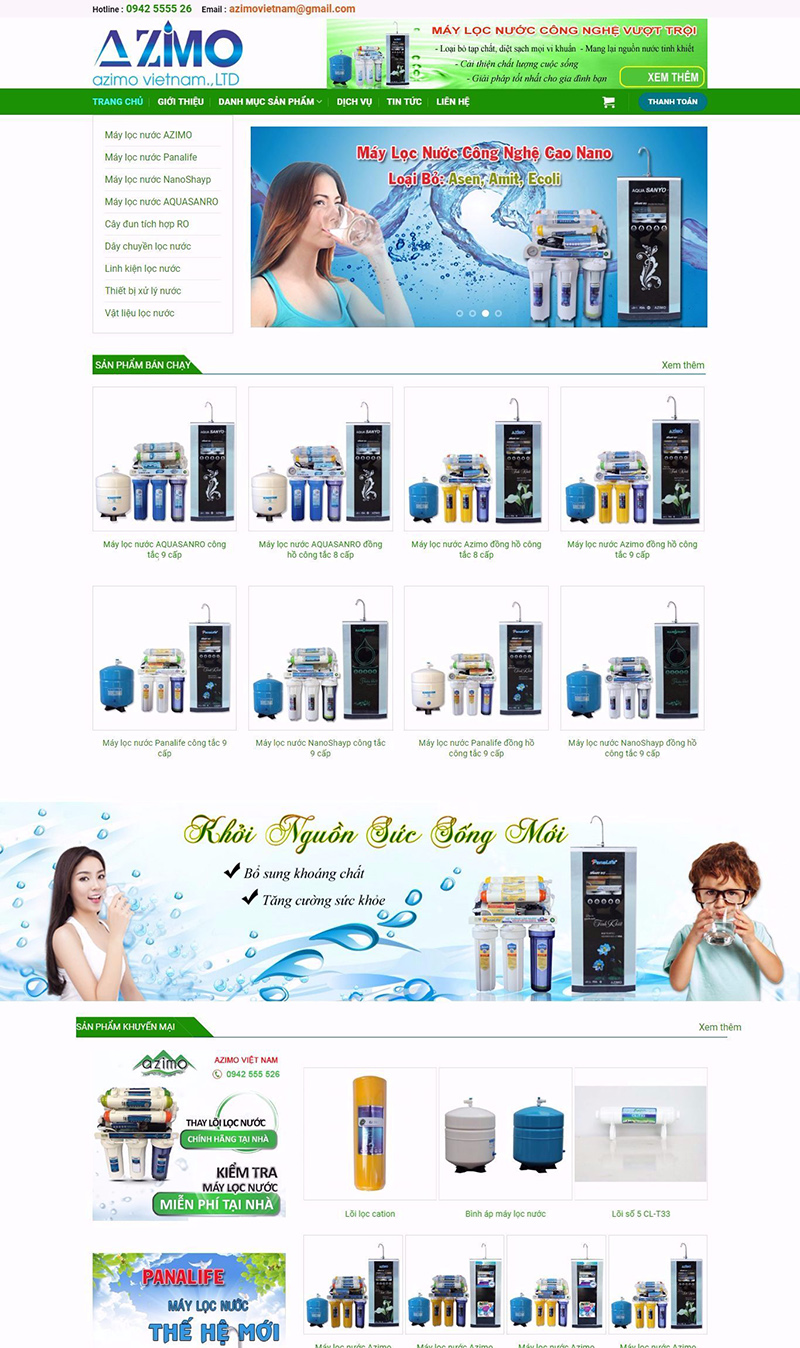 Hotline : 0942 5555 26 Email : azimovietnam@gmail.com
AZIMO
azimo vietnam.,LTD
MÁY LỌC NƯỚC CÔNG NGHỆ VƯỢT TRỘI
- Loại bỏ tạp chất, diệt sạch mọi vi khuẩn - Mang lại nguồn nước tinh khiết
- Cải thiện chất lượng cuộc sống
- Giải pháp tốt nhất cho gia đình bạn
XEM THÊM
TRANG CHỦ GIỚI THIỆU DANH MỤC SẢN PHẨM DỊCH VỤ TIN TỨC LIÊN HỆ THANH TOÁN
Máy lọc nước AZIMO
Máy lọc nước Panalife
Máy lọc nước NanoShayp
Máy lọc nước AQUASANRO
Cây đun tích hợp RO
Dây chuyền lọc nước
Linh kiện lọc nước
Thiết bị xử lý nước
Vật liệu lọc nước
Máy Lọc Nước Công Nghệ Cao Nano
Loại Bỏ: Asen, Amit, Ecoli
AQUA SANYO
SẢN PHẨM BÁN CHẠY Xem thêm
Máy lọc nước AQUASANRO công
tắc 9 cấp
Máy lọc nước AQUASANRO đồng
hồ công tắc 8 cấp
Máy lọc nước Azimo đồng hồ công
tắc 8 cấp
Máy lọc nước Azimo đồng hồ công
tắc 9 cấp
Máy lọc nước Panalife công tắc 9
cấp
Máy lọc nước NanoShayp công tắc
9 cấp
Máy lọc nước Panalife đồng hồ
công tắc 9 cấp
Máy lọc nước NanoShayp đồng hồ
công tắc 9 cấp
Khởi Nguồn Sức Sống Mới
Bổ sung khoáng chất
Tăng cường sức khỏe
PanaLife
SẢN PHẨM KHUYẾN MẠI Xem thêm
azimo
AZIMO VIỆT NAM
0942 555 526
THAY LÕI LỌC NƯỚC
CHÍNH HÃNG TẠI NHÀ
KIỂM TRA
MÁY LỌC NƯỚC
MIỄN PHÍ TẠI NHÀ
Lõi lọc cation
Bình áp máy lọc nước
Lõi số 5 CL-T33
PANALIFE
MÁY LỌC NƯỚC
THẾ HỆ MỚI
Máy lọc nước Azimo
Máy lọc nước Azimo
Máy lọc nước Azimo
Máy lọc nước Azimo